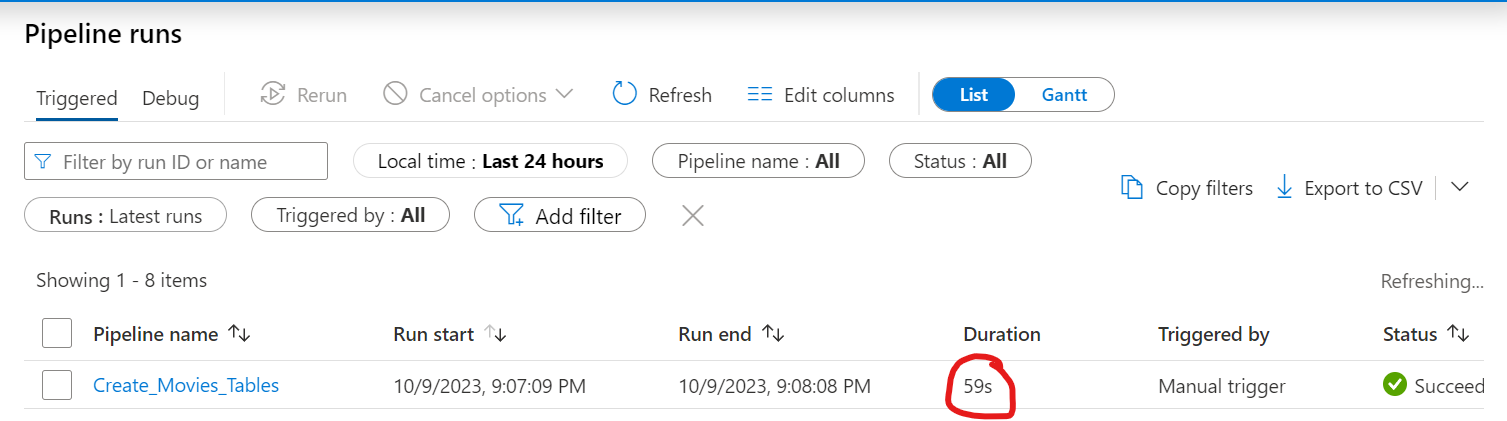 Pipeline runs
Triggered Debug Rerun Cancel options Refresh Edit columns List Gantt
Filter by run ID or name Local time : Last 24 hours Pipeline name : All Status : All
Copy filters Export to CSV
Runs : Latest runs Triggered by : All Add filter
Showing 1 - 8 items Refreshing...
Pipeline name Run start Run end Duration Triggered by Status
Create_Movies_Tables 10/9/2023, 9:07:09 PM 10/9/2023, 9:08:08 PM 59s Manual trigger Succeed